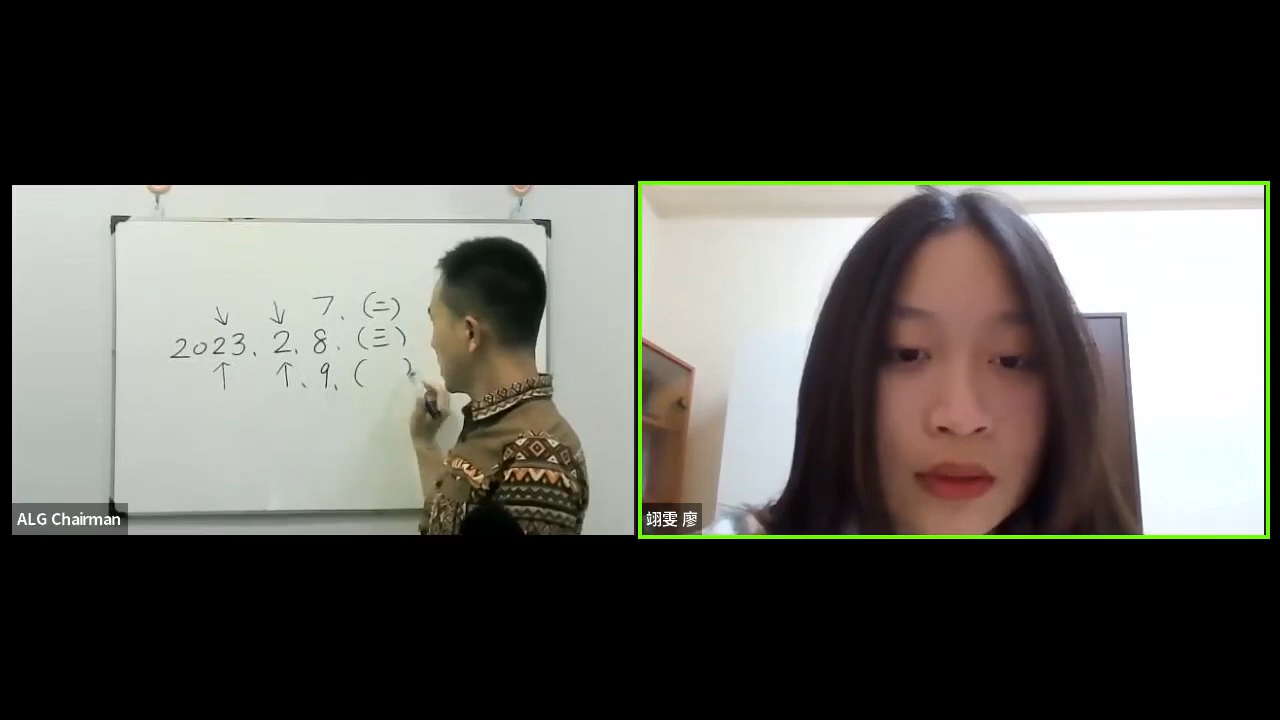 ↓ ↓ 7. (二)
2023. 2. 8. (三)
↑ ↑. 9. ( )
ALG Chairman
翊雯 廖